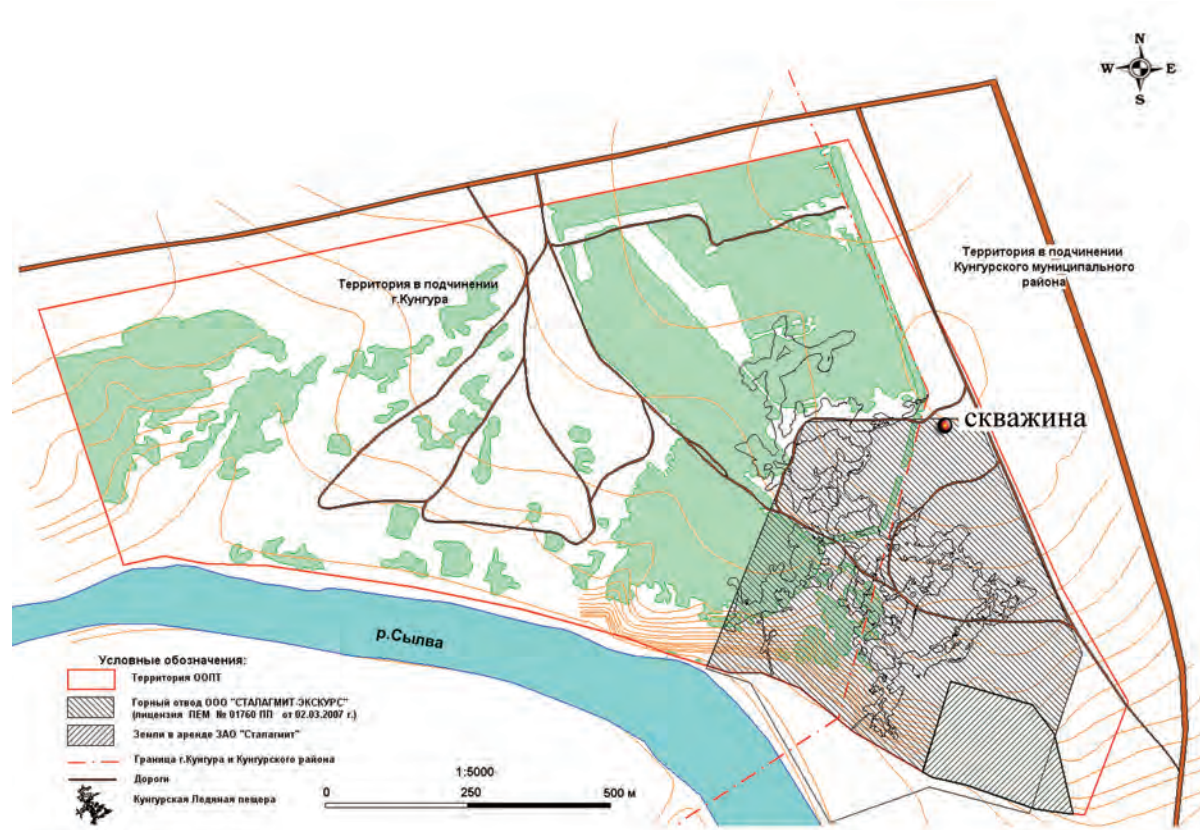 N
W E
S
Территория в подчинении
Кунгурского муниципального
района
Территория в подчинении
г.Кунгура
скважина
р.Сылва
Условные обозначения:
Территория ООПТ
Горный отвод ООО "СТАЛАГМИТ-ЭКСКУРС"
(лицензия ПЕМ № 01760 ПП от 02.03.2007 г.)
Земли в аренде ЗАО "Сталагмит"
Граница г.Кунгура и Кунгурского района
Дороги
Кунгурская Ледяная пещера
1:5000
0 250 500 м